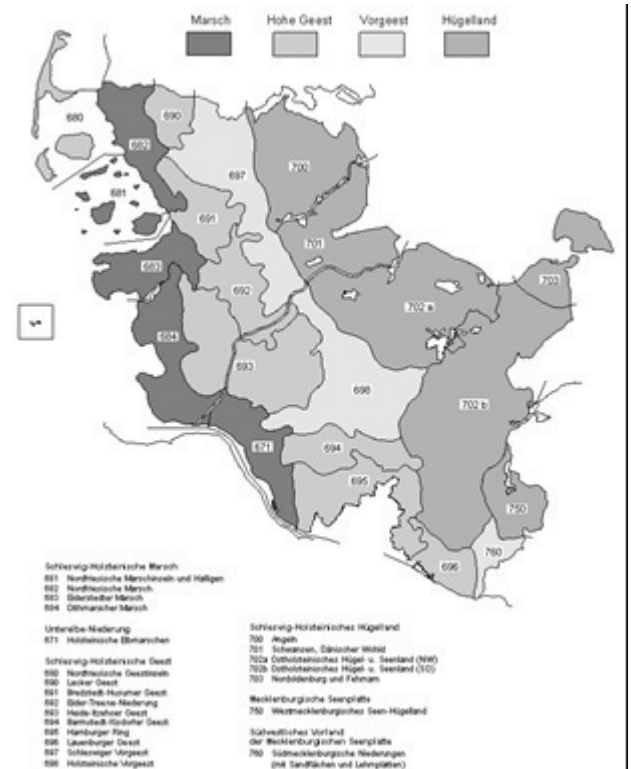 Marsch
Hohe Geest
Vorgeest
Hügelland
680
682
690
697
700
681
691
701
683
692
702 a
703
684
693
698
702 b
671
694
695
750
696
760
Schleswig-Holsteinische Marsch
681 Nordfriesische Marschinseln und Halligen
682 Nordfriesische Marsch
683 Eiderstedter Marsch
684 Dithmarscher Marsch
Unterelbe-Niederung
671 Holsteinische Elbmarschen
Schleswig-Holsteinische Geest
680 Nordfriesische Geestinseln
690 Lecker Geest
691 Bredstedt-Husumer Geest
692 Eider-Treene-Niederung
693 Heide-Itzehoer Geest
694 Barmstedt-Kisdorfer Geest
695 Hamburger Ring
696 Lauenburger Geest
697 Schleswiger Vorgeest
698 Holsteinische Vorgeest
Schleswig-Holsteinisches Hügelland
700 Angeln
701 Schwansen, Dänischer Wohld
702a Ostholsteinisches Hügel- u. Seenland (NW)
702b Ostholsteinisches Hügel- u. Seenland (SO)
703 Nordoldenburg und Fehmarn
Mecklenburgische Seenplatte
750 Westmecklenburgisches Seen-Hügelland
Südwestliches Vorland
der Mecklenburgischen Seenplatte
760 Südmecklenburgische Niederungen
(mit Sandflächen und Lehmplatten)